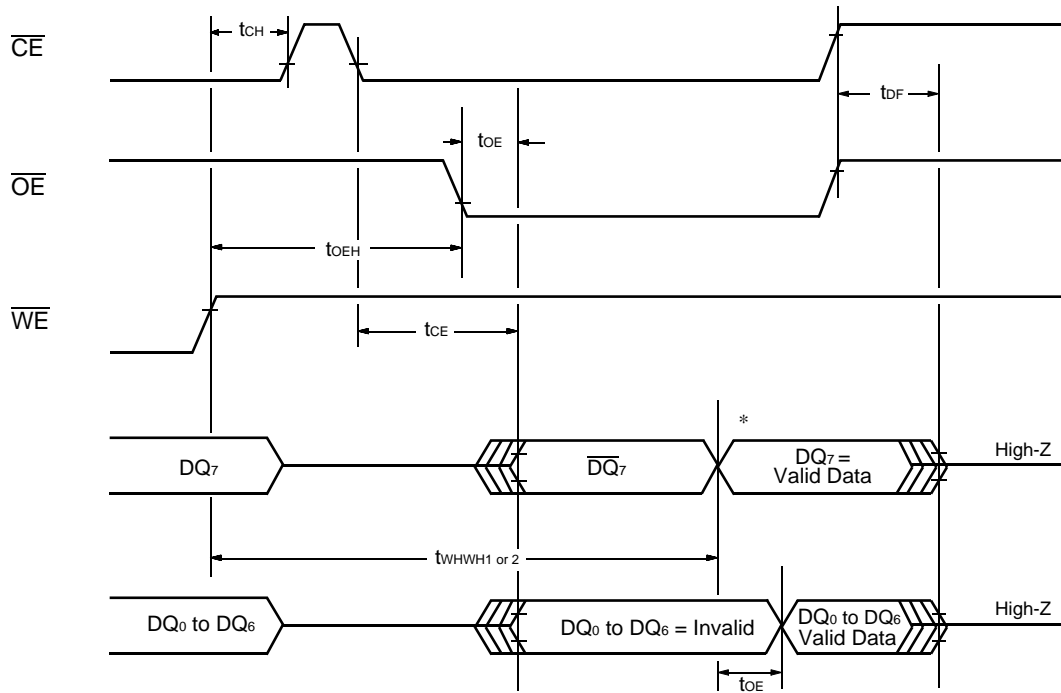 CE
tCH
tDF
OE
tOE
tOEH
WE
tCE
*
DQ7
DQ7
DQ7 =
Valid Data
High-Z
tWHWH1 or 2
DQ0 to DQ6
DQ0 to DQ6 = Invalid
DQ0 to DQ6
Valid Data
High-Z
tOE